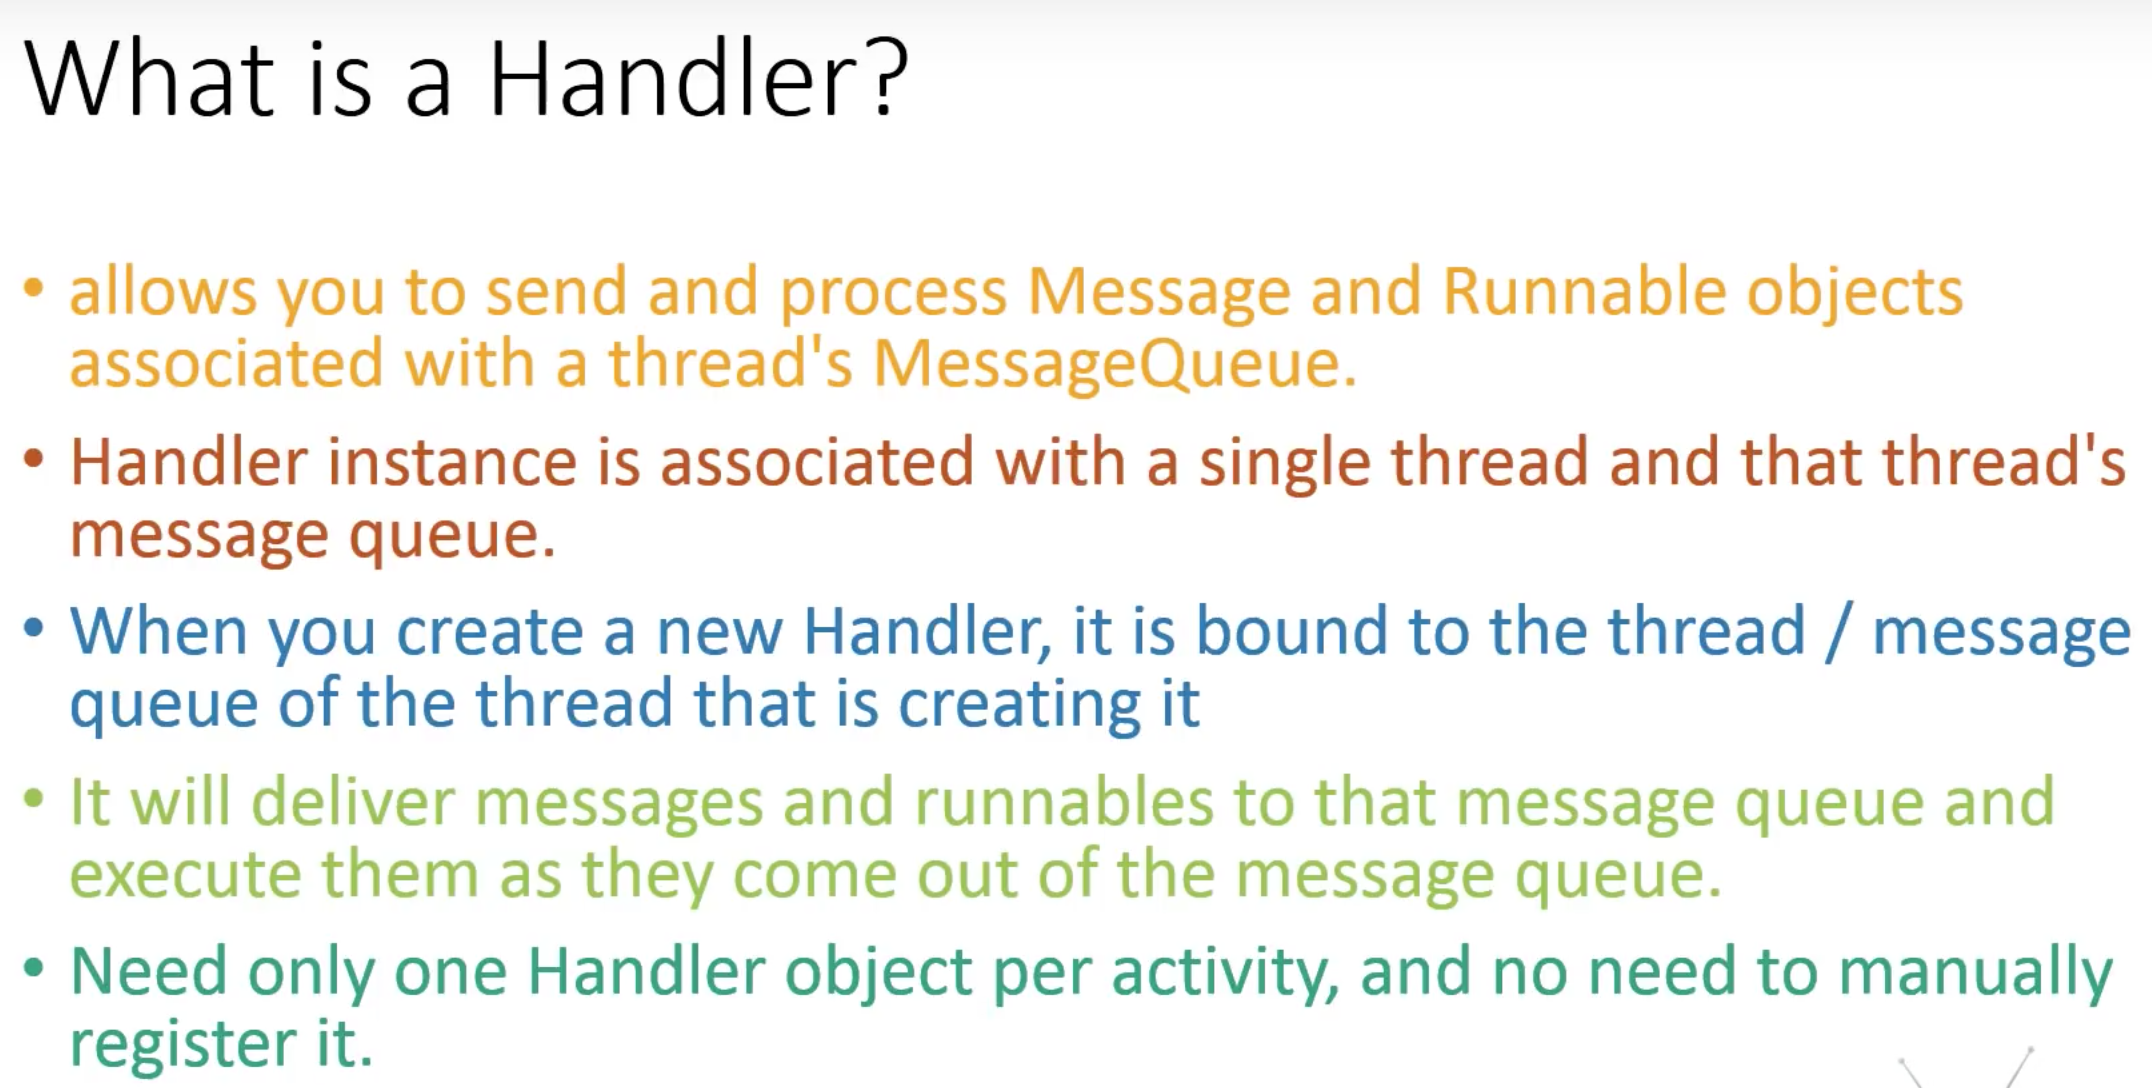 What is a Handler?
• allows you to send and process Message and Runnable objects
associated with a thread's MessageQueue.
• Handler instance is associated with a single thread and that thread's
message queue.
• When you create a new Handler, it is bound to the thread / message
queue of the thread that is creating it
• It will deliver messages and runnables to that message queue and
execute them as they come out of the message queue.
• Need only one Handler object per activity, and no need to manually
register it.